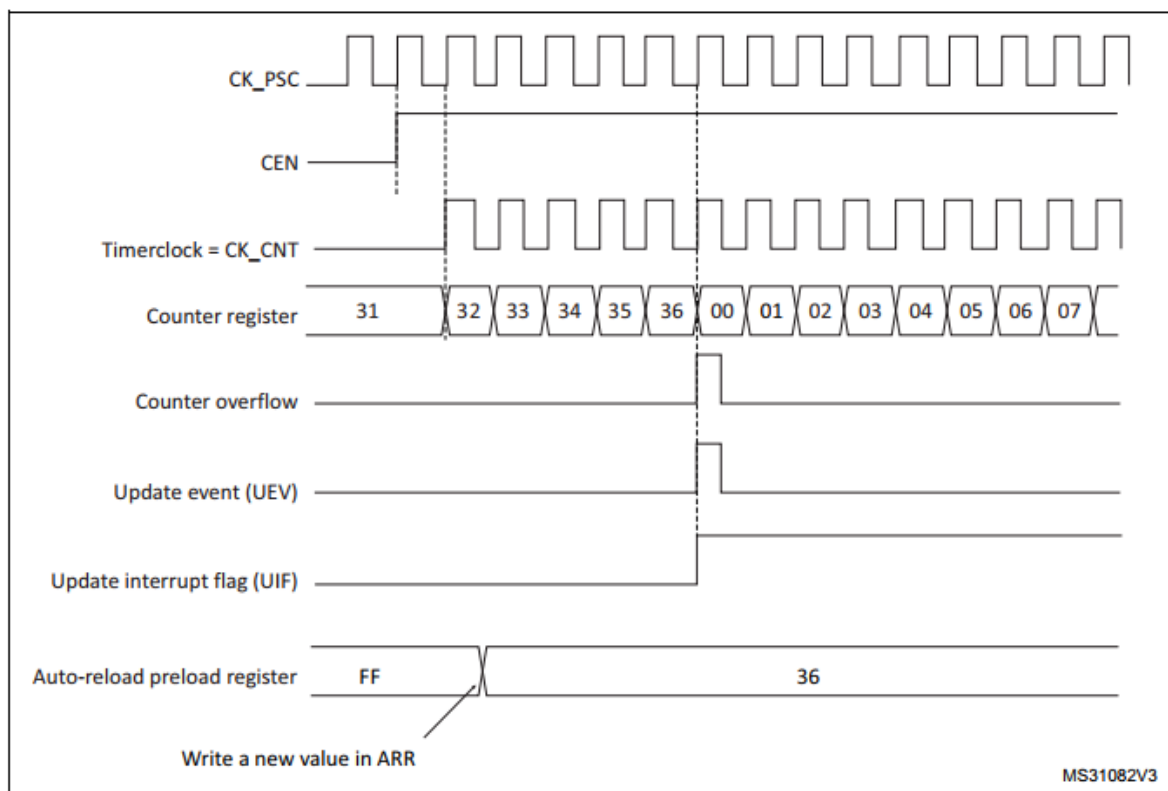 CK_PSC
CEN
Timerclock = CK_CNT
Counter register 31 32 33 34 35 36 00 01 02 03 04 05 06 07
Counter overflow
Update event (UEV)
Update interrupt flag (UIF)
Auto-reload preload register FF 36
Write a new value in ARR
MS31082V3